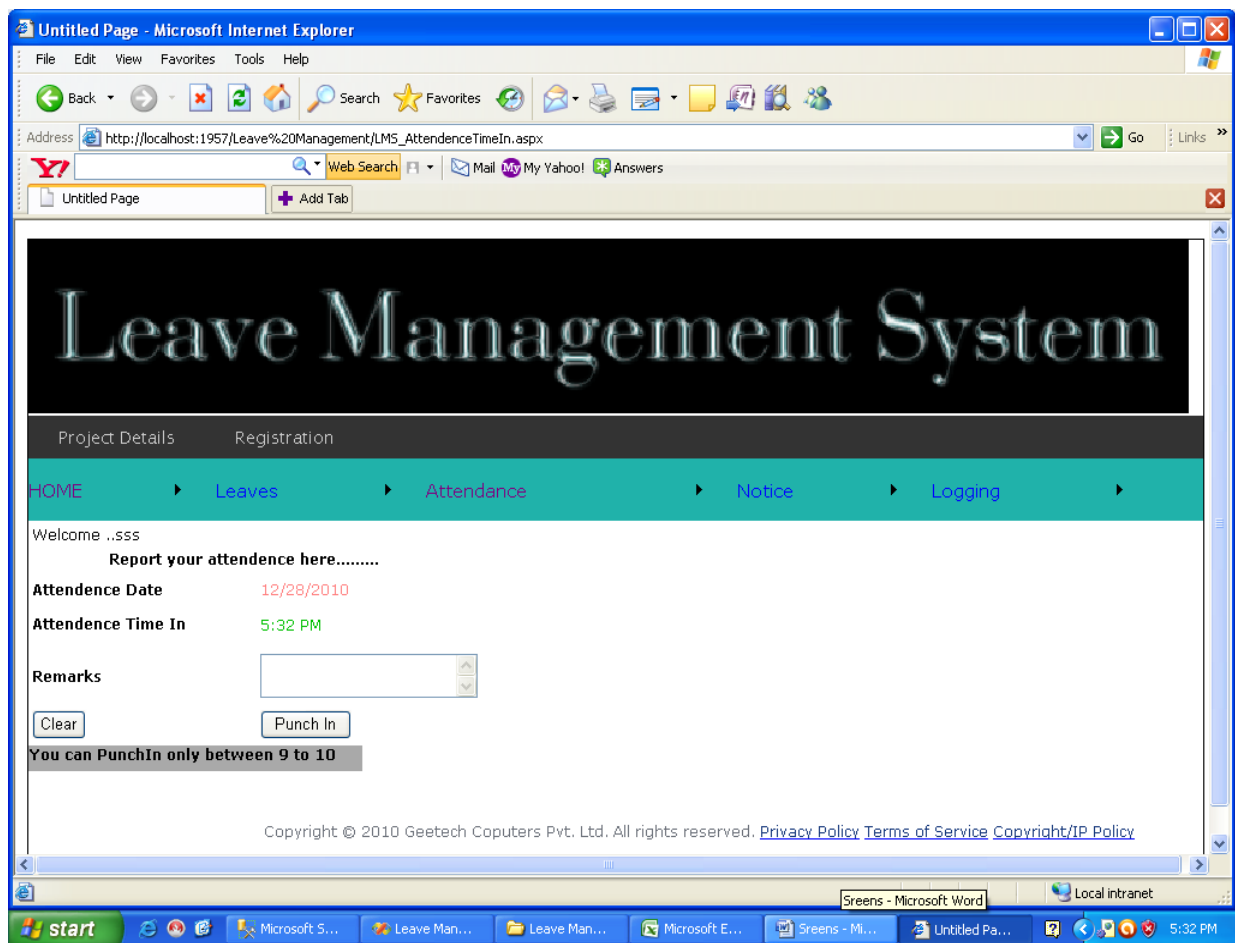 Untitled Page - Microsoft Internet Explorer
File Edit View Favorites Tools Help
Back Search Favorites
Address http://localhost:1957/Leave%20Management/LMS_AttendenceTimeIn.aspx Go Links »
Y! Web Search Mail My My Yahoo! Answers
Untitled Page Add Tab
Leave Management System
Project Details Registration
HOME Leaves Attendance Notice Logging
Welcome ..sss
Report your attendence here.........
Attendence Date 12/28/2010
Attendence Time In 5:32 PM
Remarks
Clear Punch In
You can PunchIn only between 9 to 10
Copyright © 2010 Geetech Coputers Pvt. Ltd. All rights reserved. Privacy Policy Terms of Service Copyright/IP Policy
Sreens - Microsoft Word Local intranet
start Microsoft S... Leave Man... Leave Man... Microsoft E... Sreens - Mi... Untitled Pa... 5:32 PM